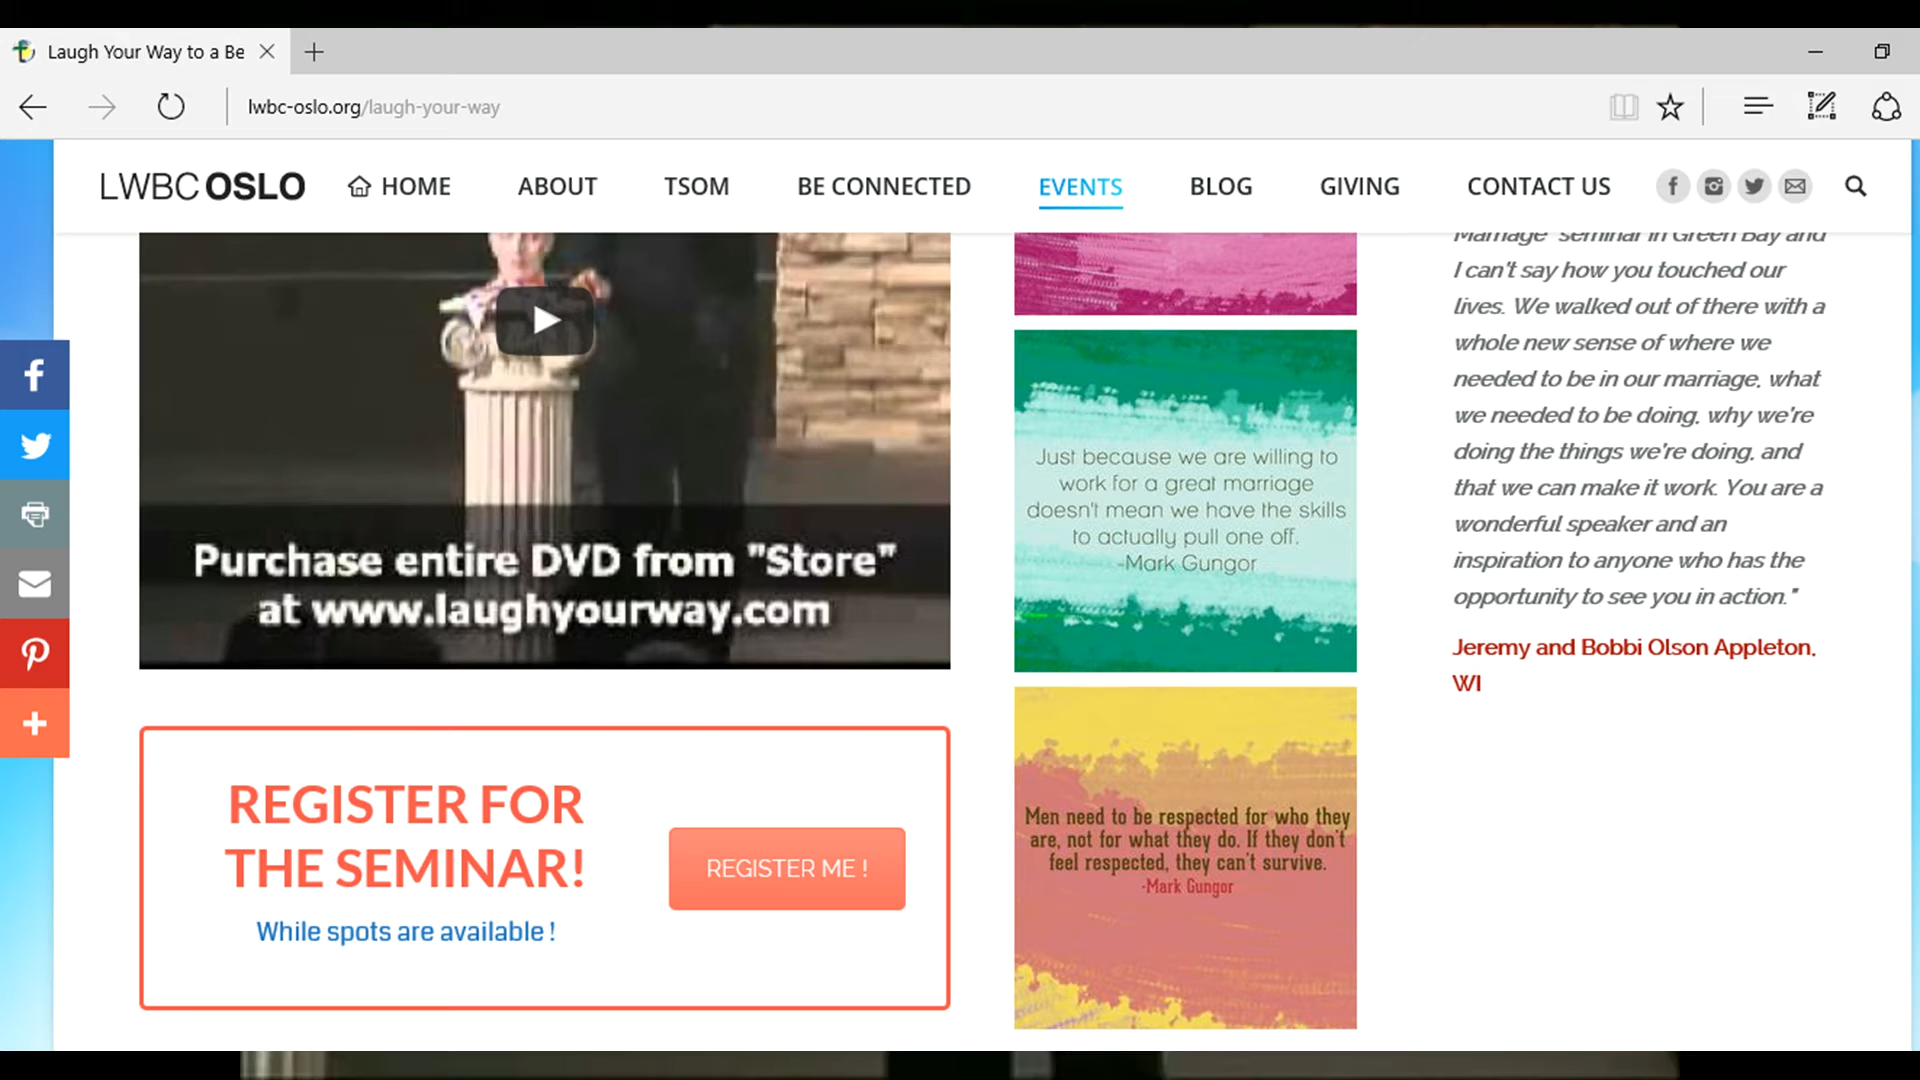 Laugh Your Way to a Be
lwbc-oslo.org/laugh-your-way
LWBC OSLO
HOME
ABOUT
TSOM
BE CONNECTED
EVENTS
BLOG
GIVING
CONTACT US
Purchase entire DVD from "Store"
at www.laughyourway.com
REGISTER FOR
THE SEMINAR!
While spots are available !
REGISTER ME !
Just because we are willing to
work for a great marriage
doesn't mean we have the skills
to actually pull one off.
-Mark Gungor
Men need to be respected for who they
are, not for what they do. If they don't
feel respected, they can't survive.
-Mark Gungor
Marriage" seminar in Green Bay and
I can't say how you touched our
lives. We walked out of there with a
whole new sense of where we
needed to be in our marriage, what
we needed to be doing, why we're
doing the things we're doing, and
that we can make it work. You are a
wonderful speaker and an
inspiration to anyone who has the
opportunity to see you in action."
Jeremy and Bobbi Olson Appleton,
WI